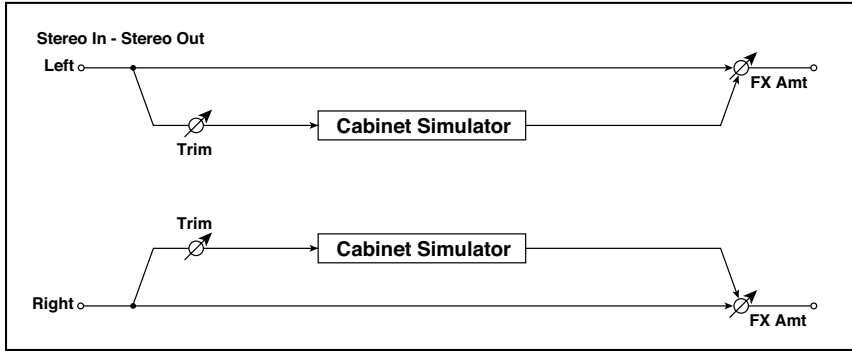 Stereo In - Stereo Out
Left
FX Amt
Cabinet Simulator
Trim
Trim
Cabinet Simulator
Right
FX Amt